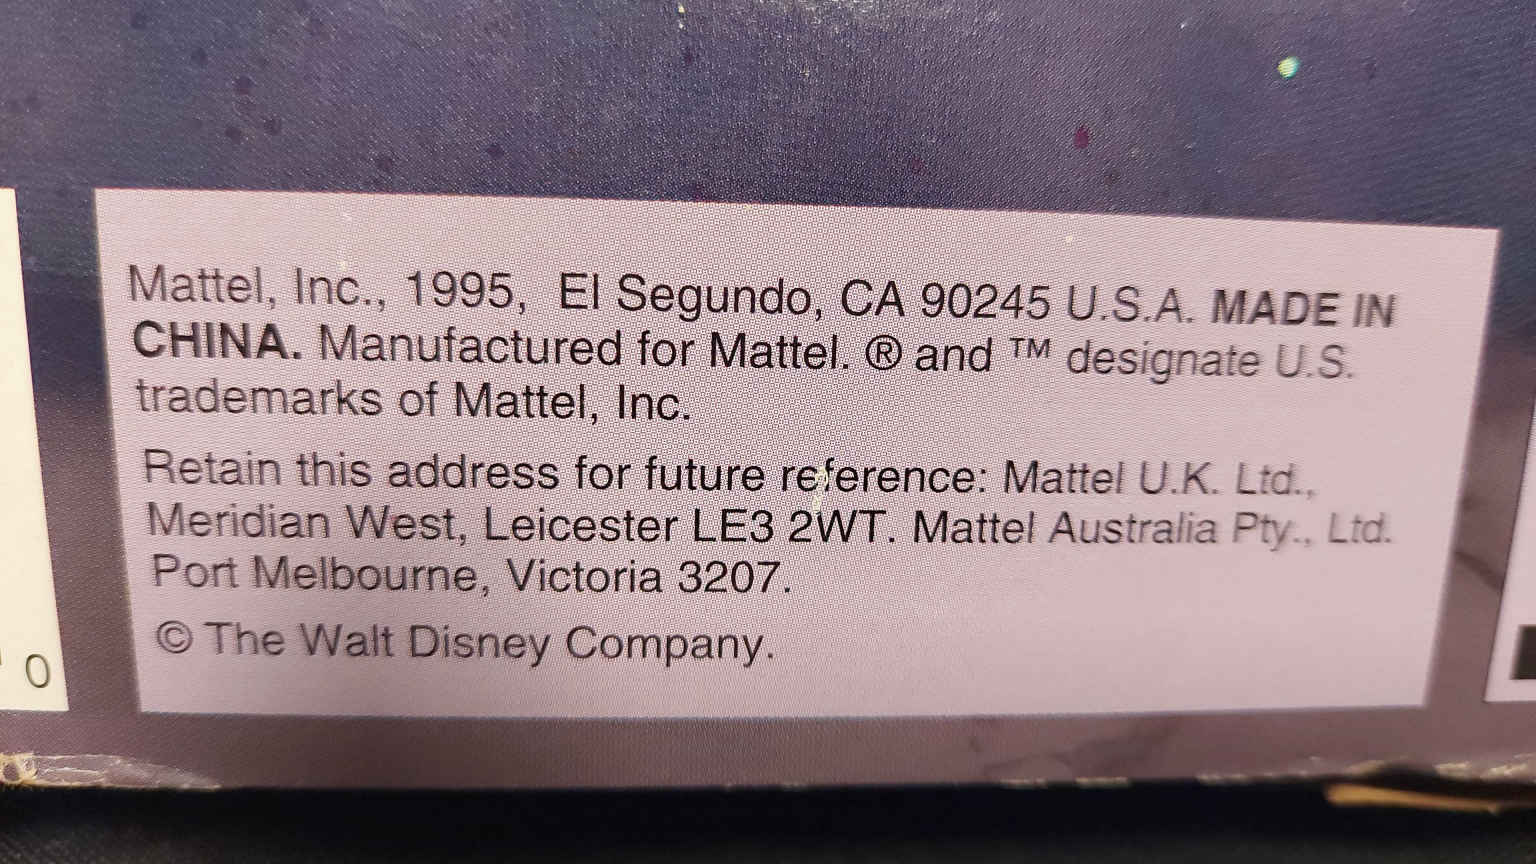 Mattel, Inc., 1995, El Segundo, CA 90245 U.S.A. MADE IN
CHINA. Manufactured for Mattel. ® and ™ designate U.S.
trademarks of Mattel, Inc.
Retain this address for future reference: Mattel U.K. Ltd.,
Meridian West, Leicester LE3 2WT. Mattel Australia Pty., Ltd.
Port Melbourne, Victoria 3207.
© The Walt Disney Company.
0